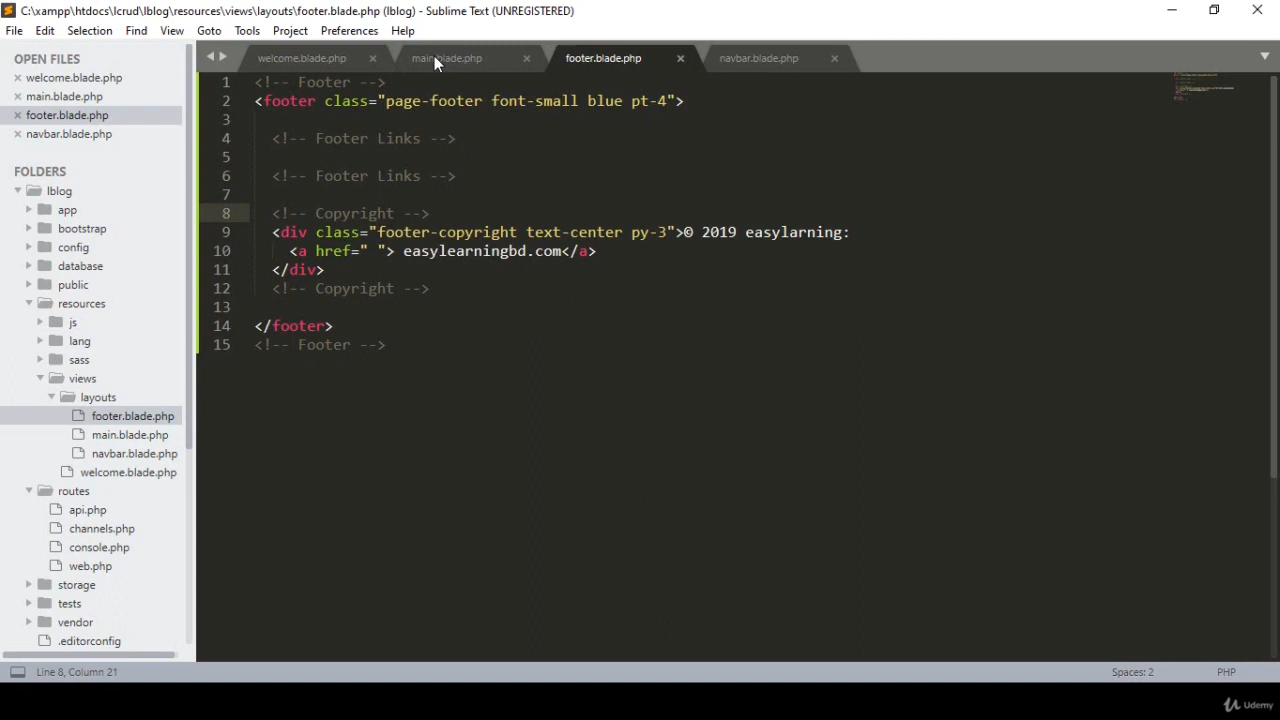 C:\xampp\htdocs\lcrud\lblog\resources\views\layouts\footer.blade.php (lblog) - Sublime Text (UNREGISTERED)
File Edit Selection Find View Goto Tools Project Preferences Help
OPEN FILES
welcome.blade.php
main.blade.php
footer.blade.php
navbar.blade.php
FOLDERS
lblog
app
bootstrap
config
database
public
resources
js
lang
sass
views
layouts
footer.blade.php
main.blade.php
navbar.blade.php
welcome.blade.php
routes
api.php
channels.php
console.php
web.php
storage
tests
vendor
.editorconfig
welcome.blade.php main.blade.php footer.blade.php navbar.blade.php
1 <!-- Footer -->
2 <footer class="page-footer font-small blue pt-4">
3
4 <!-- Footer Links -->
5
6 <!-- Footer Links -->
7
8 <!-- Copyright -->
9 <div class="footer-copyright text-center py-3">© 2019 easylarning:
10 <a href=" "> easylearningbd.com</a>
11 </div>
12 <!-- Copyright -->
13
14 </footer>
15 <!-- Footer -->
Line 8, Column 21 Spaces: 2 PHP
Udemy